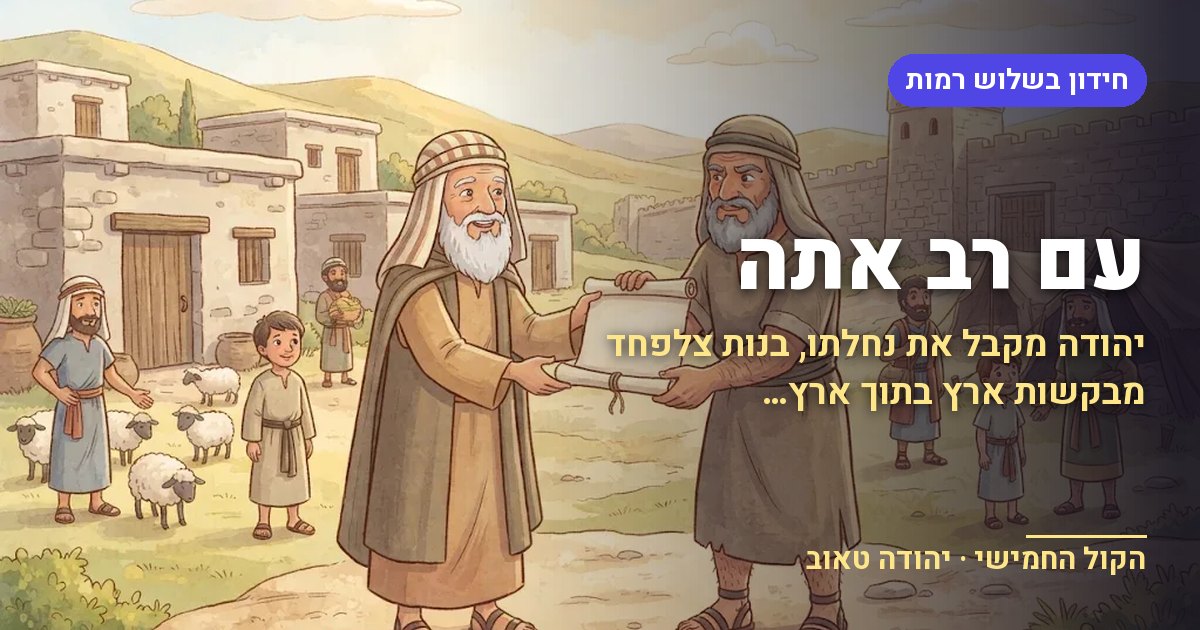 חידון בשלוש רמות
עם רב אתה
יהודה מקבל את נחלתו, בנות צלפחד
מבקשות ארץ בתוך ארץ...
הקול החמישי · יהודה טאוב